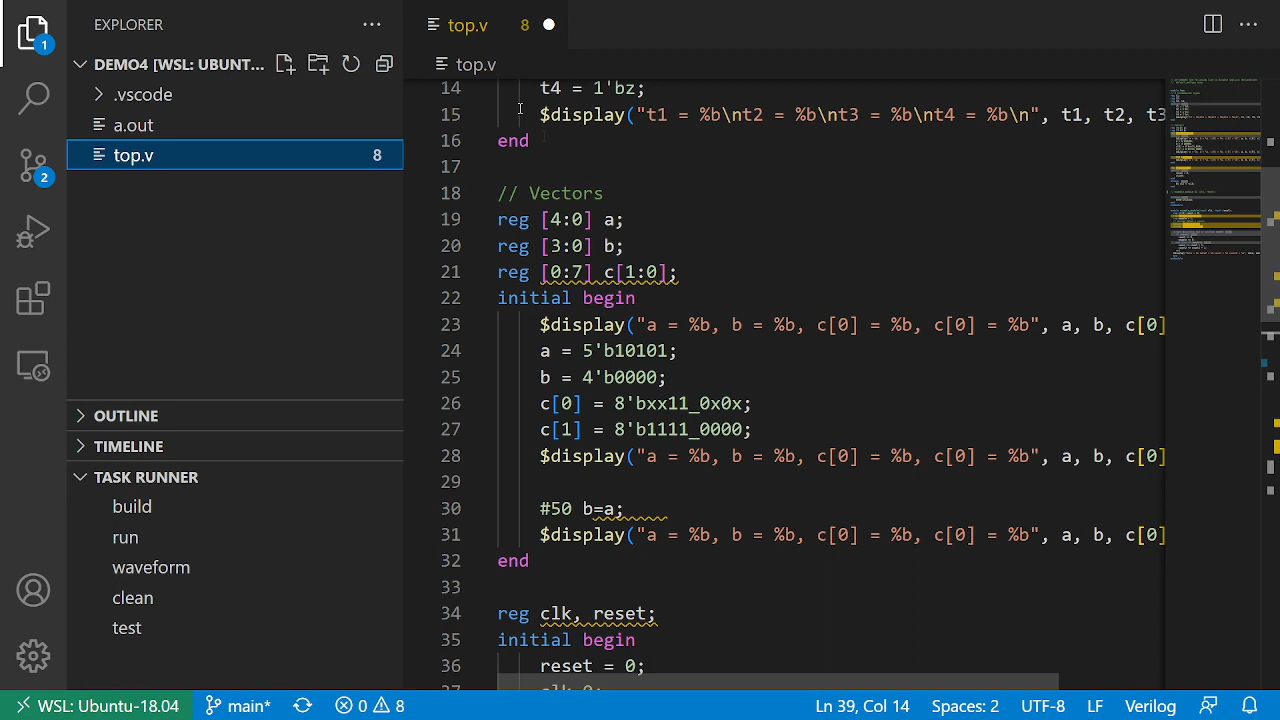 EXPLORER
top.v 8
DEMO4 [WSL: UBUNT...
top.v
.vscode
a.out
top.v 8
14 t4 = 1'bz;
15 $display("t1 = %b\nt2 = %b\nt3 = %b\nt4 = %b\n", t1, t2, t3
16 end
17
18 // Vectors
19 reg [4:0] a;
20 reg [3:0] b;
21 reg [0:7] c[1:0];
22 initial begin
23 $display("a = %b, b = %b, c[0] = %b, c[0] = %b", a, b, c[0]
24 a = 5'b10101;
25 b = 4'b0000;
26 c[0] = 8'bxx11_0x0x;
27 c[1] = 8'b1111_0000;
28 $display("a = %b, b = %b, c[0] = %b, c[0] = %b", a, b, c[0]
29
30 #50 b=a;
31 $display("a = %b, b = %b, c[0] = %b, c[0] = %b", a, b, c[0]
32 end
33
34 reg clk, reset;
35 initial begin
36 reset = 0;
OUTLINE
TIMELINE
TASK RUNNER
build
run
waveform
clean
test
1
2
WSL: Ubuntu-18.04 main* 0 8 Ln 39, Col 14 Spaces: 2 UTF-8 LF Verilog